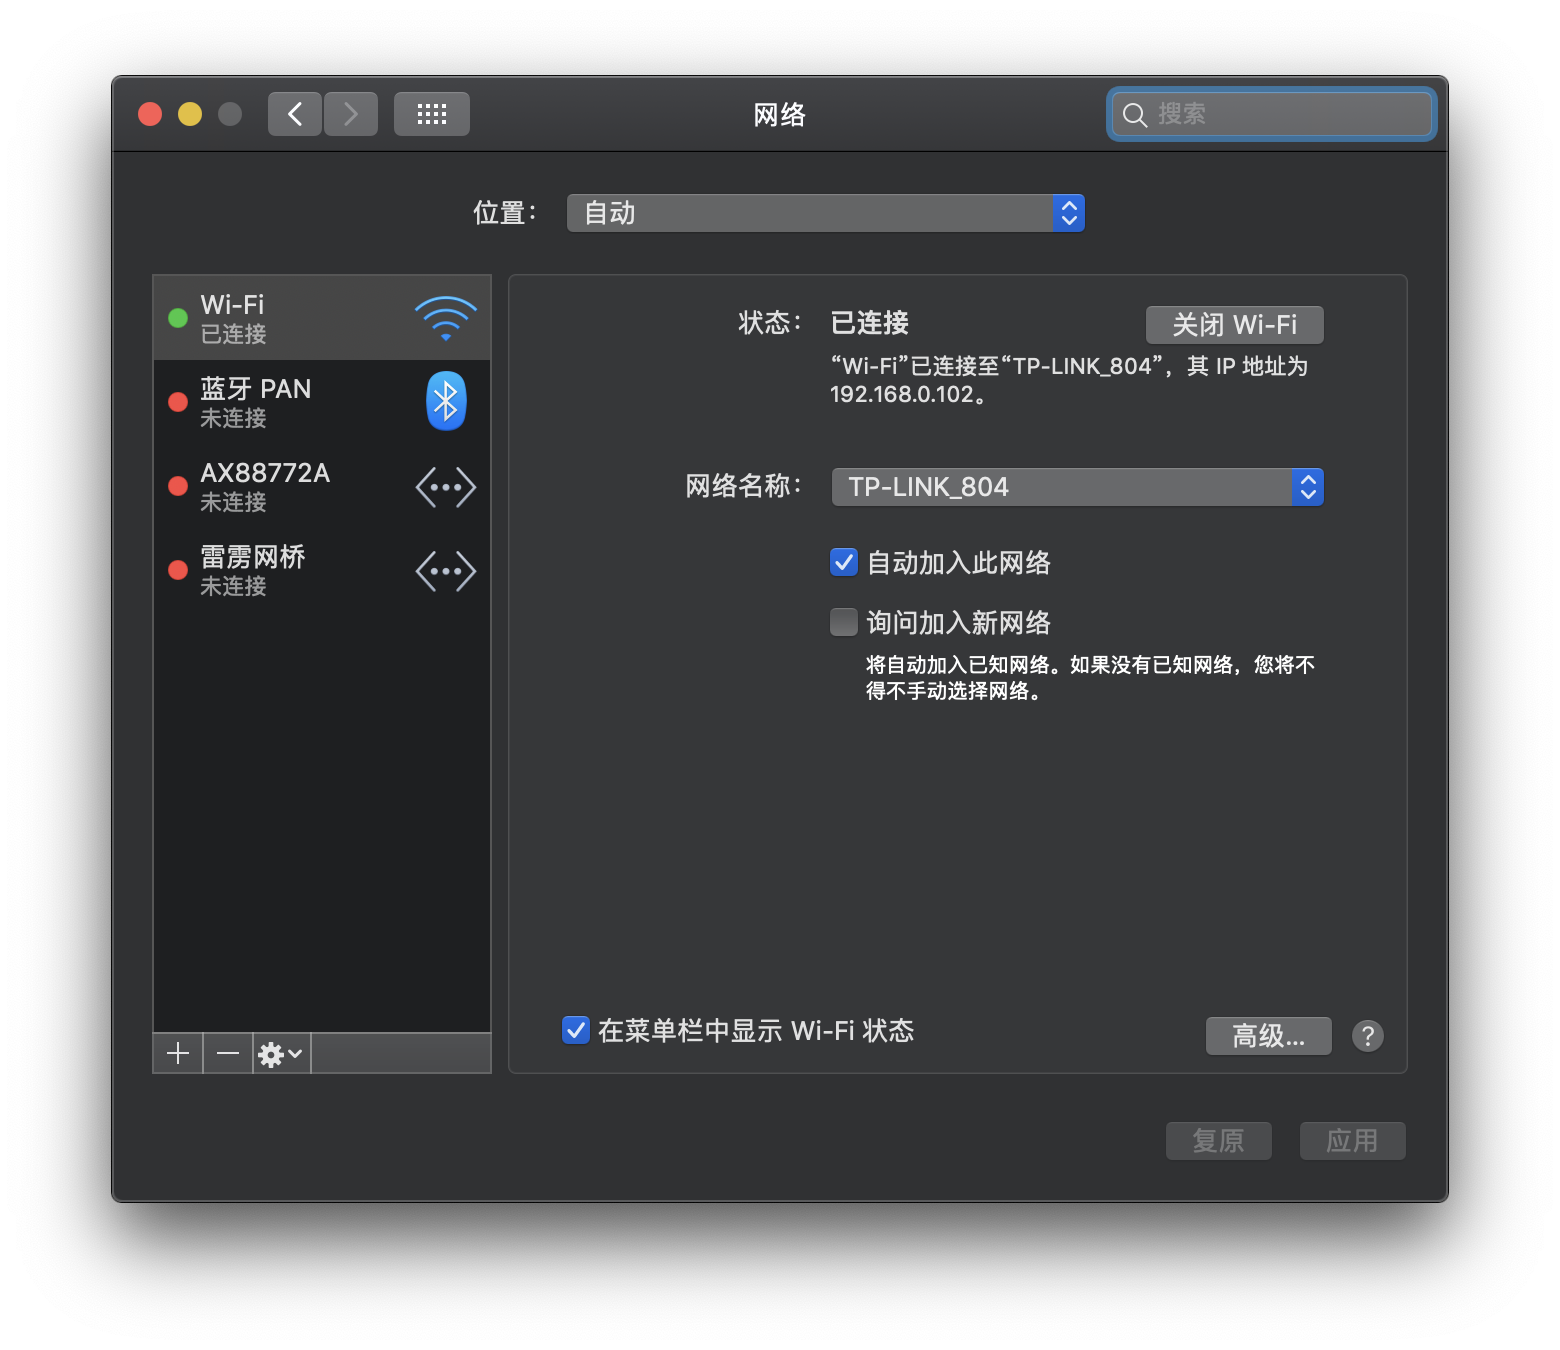 网络
搜索
位置：
自动
Wi-Fi
已连接
蓝牙 PAN
未连接
AX88772A
未连接
雷雳网桥
未连接
状态：
已连接
关闭 Wi-Fi
“Wi-Fi”已连接至“TP-LINK_804”，其 IP 地址为
192.168.0.102。
网络名称：
TP-LINK_804
自动加入此网络
询问加入新网络
将自动加入已知网络。如果没有已知网络，您将不
得不手动选择网络。
在菜单栏中显示 Wi-Fi 状态
高级...
?
复原
应用